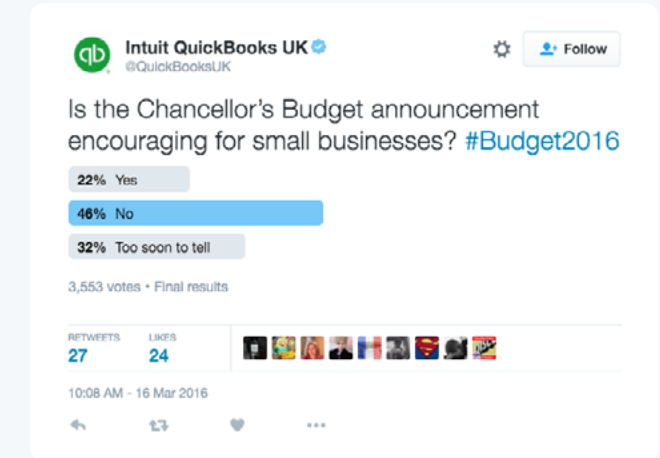 qb
Intuit QuickBooks UK
@QuickBooksUK
Follow
Is the Chancellor's Budget announcement
encouraging for small businesses? #Budget2016
22% Yes
46% No
32% Too soon to tell
3,553 votes • Final results
RETWEETS LIKES
27 24
10:08 AM - 16 Mar 2016